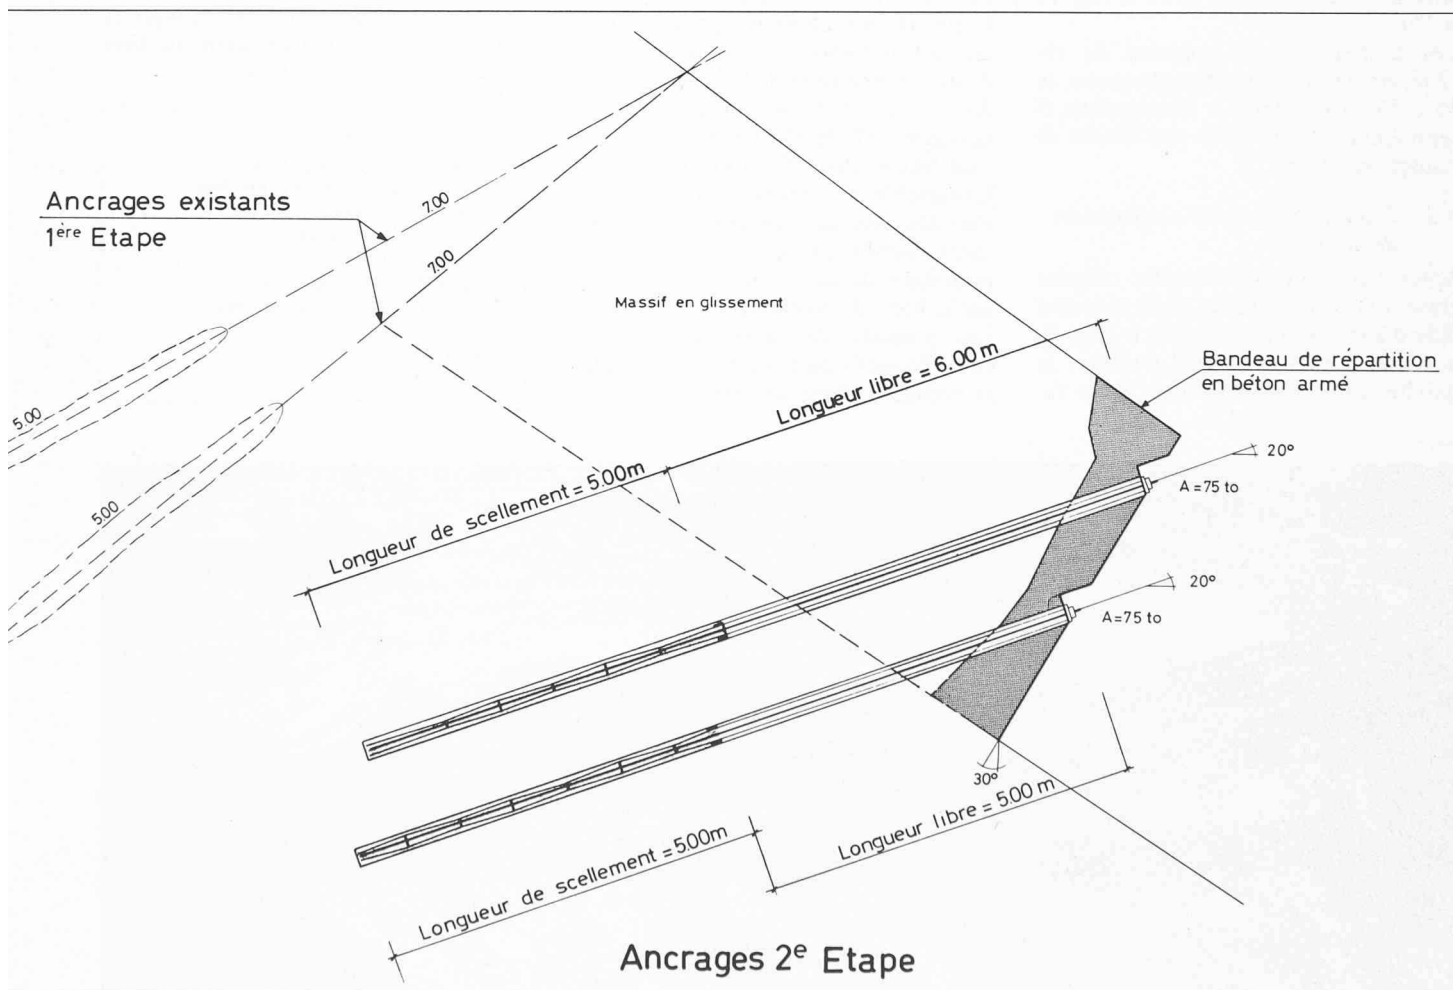 Ancrages existants
1ère Etape
7.00
7.00
5.00
5.00
Massif en glissement
Longueur libre = 6.00 m
Longueur de scellement = 5.00m
Bandeau de répartition
en béton armé
20°
A = 75 to
20°
A = 75 to
30°
Longueur libre = 5.00 m
Longueur de scellement = 5.00m
Ancrages 2e Etape